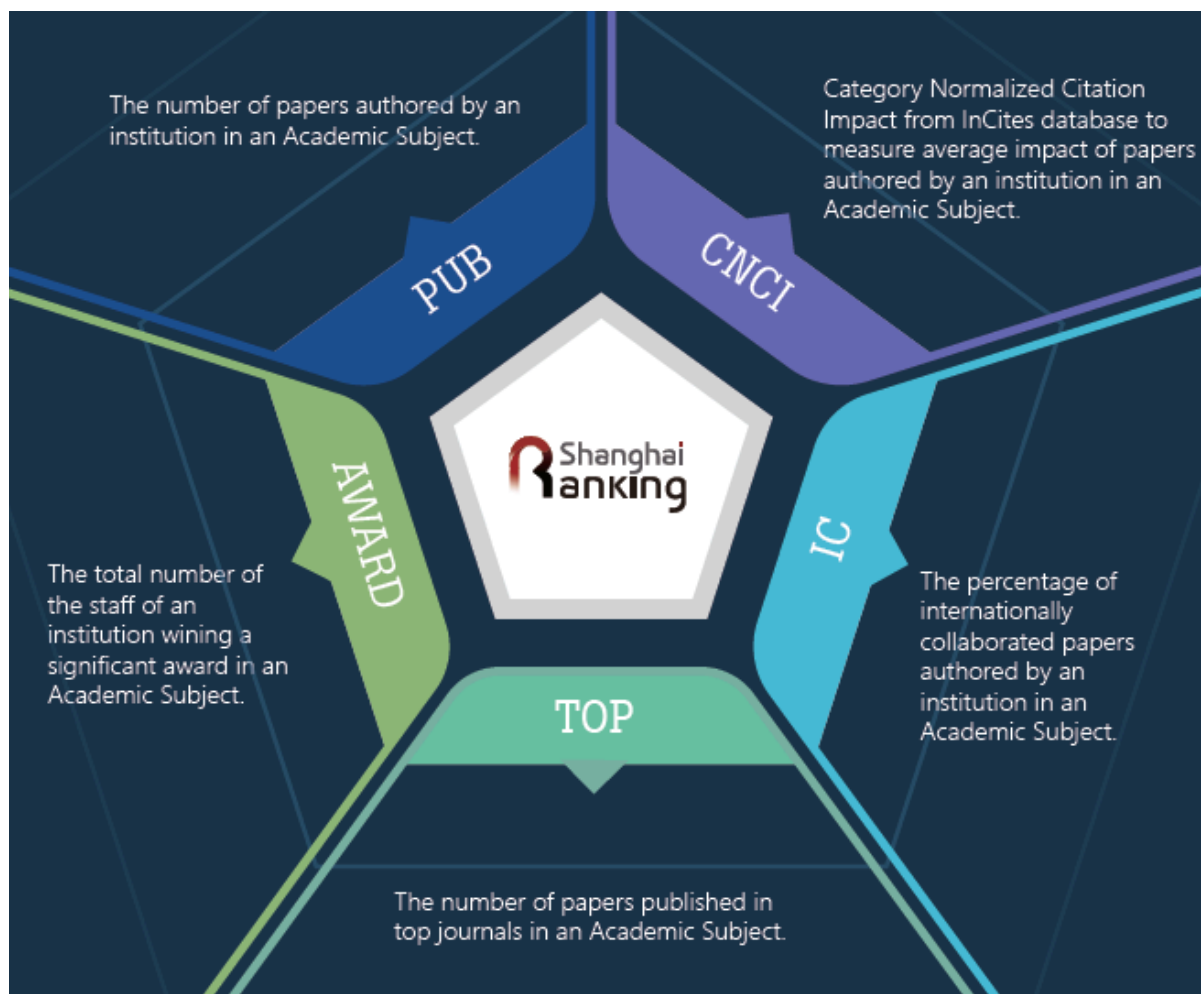 The number of papers authored by an
institution in an Academic Subject.
PUB
Category Normalized Citation
Impact from InCites database to
measure average impact of papers
authored by an institution in an
Academic Subject.
CNCI
Shanghai
Ranking
AWARD
The total number of
the staff of an
institution wining a
significant award in an
Academic Subject.
IC
The percentage of
internationally
collaborated papers
authored by an
institution in an
Academic Subject.
TOP
The number of papers published in
top journals in an Academic Subject.